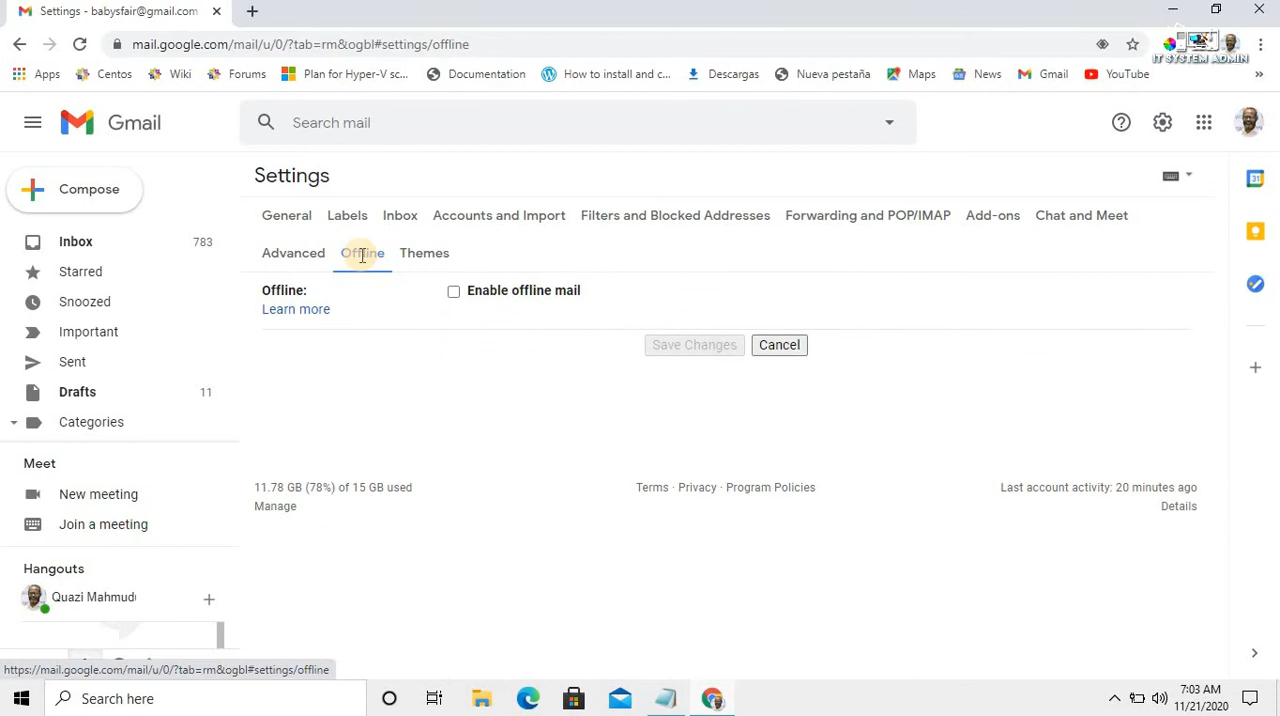 Settings - babysfair@gmail.com
mail.google.com/mail/u/0/?tab=rm&ogbl#settings/offline
IT SYSTEM ADMIN
Apps Centos Wiki Forums Plan for Hyper-V sc... Documentation How to install and c... Descargas Nueva pestaña Maps News Gmail YouTube »
Gmail
Search mail
Compose
Settings
General Labels Inbox Accounts and Import Filters and Blocked Addresses Forwarding and POP/IMAP Add-ons Chat and Meet
Advanced Offline Themes
Inbox 783
Starred
Snoozed
Important
Sent
Drafts 11
Categories
Offline:
Enable offline mail
Learn more
Save Changes Cancel
Meet
New meeting
Join a meeting
Hangouts
Quazi Mahmudu
11.78 GB (78%) of 15 GB used
Manage
Terms · Privacy · Program Policies
Last account activity: 20 minutes ago
Details
31
https://mail.google.com/mail/u/0/?tab=rm&ogbl#settings/offline
Search here
7:03 AM
11/21/2020